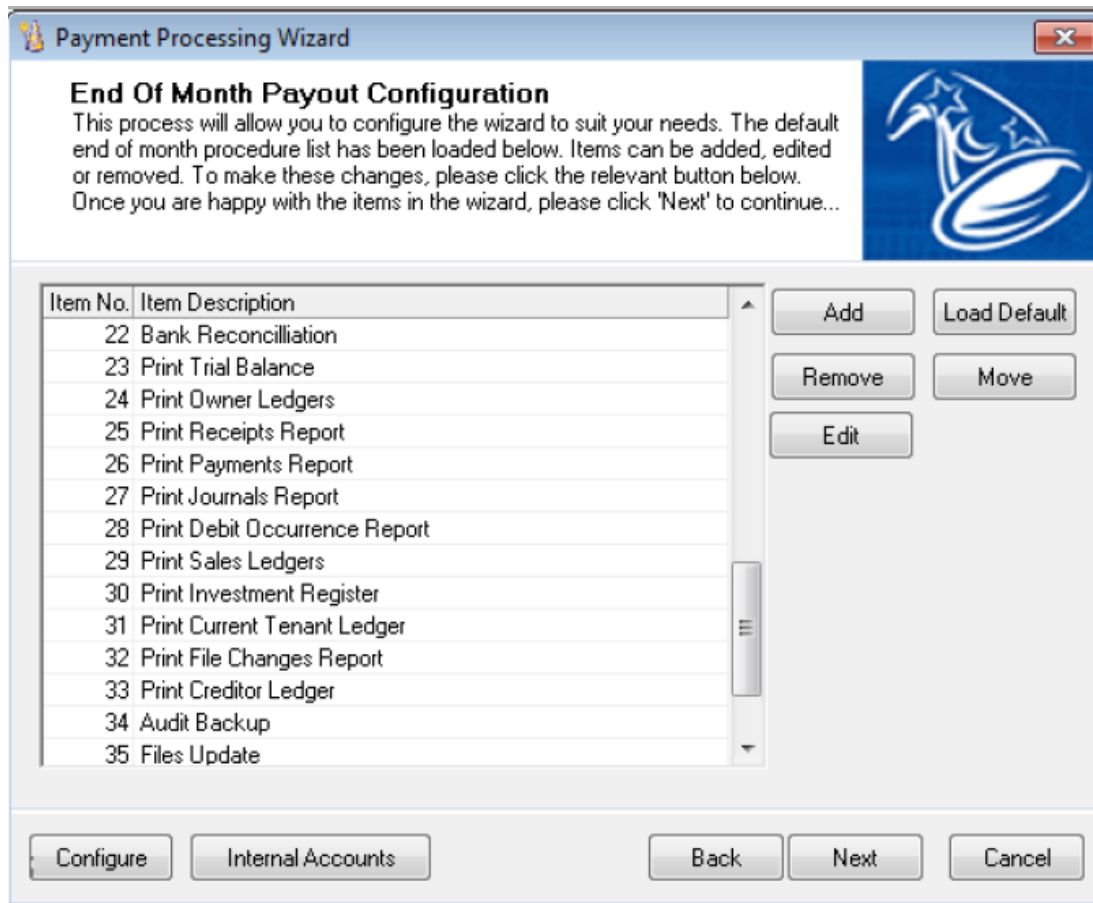 Payment Processing Wizard
End Of Month Payout Configuration
This process will allow you to configure the wizard to suit your needs. The default
end of month procedure list has been loaded below. Items can be added, edited
or removed. To make these changes, please click the relevant button below.
Once you are happy with the items in the wizard, please click 'Next' to continue...
Item No. Item Description
22 Bank Reconcilliation
23 Print Trial Balance
24 Print Owner Ledgers
25 Print Receipts Report
26 Print Payments Report
27 Print Journals Report
28 Print Debit Occurrence Report
29 Print Sales Ledgers
30 Print Investment Register
31 Print Current Tenant Ledger
32 Print File Changes Report
33 Print Creditor Ledger
34 Audit Backup
35 Files Update
Add Load Default
Remove Move
Edit
Configure Internal Accounts Back Next Cancel